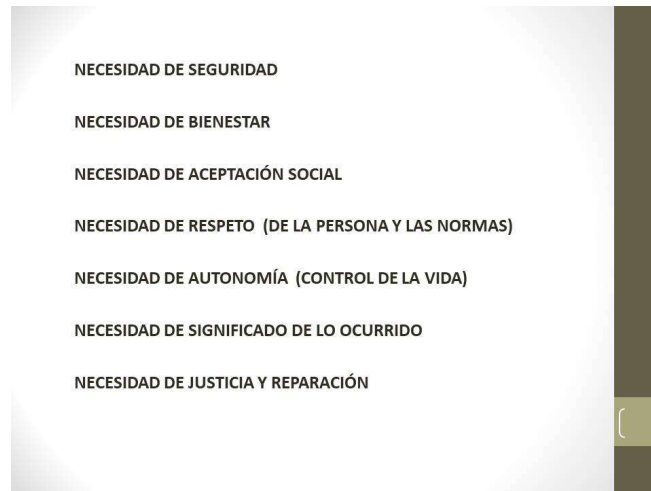 NECESIDAD DE SEGURIDAD
NECESIDAD DE BIENESTAR
NECESIDAD DE ACEPTACIÓN SOCIAL
NECESIDAD DE RESPETO (DE LA PERSONA Y LAS NORMAS)
NECESIDAD DE AUTONOMÍA (CONTROL DE LA VIDA)
NECESIDAD DE SIGNIFICADO DE LO OCURRIDO
NECESIDAD DE JUSTICIA Y REPARACIÓN